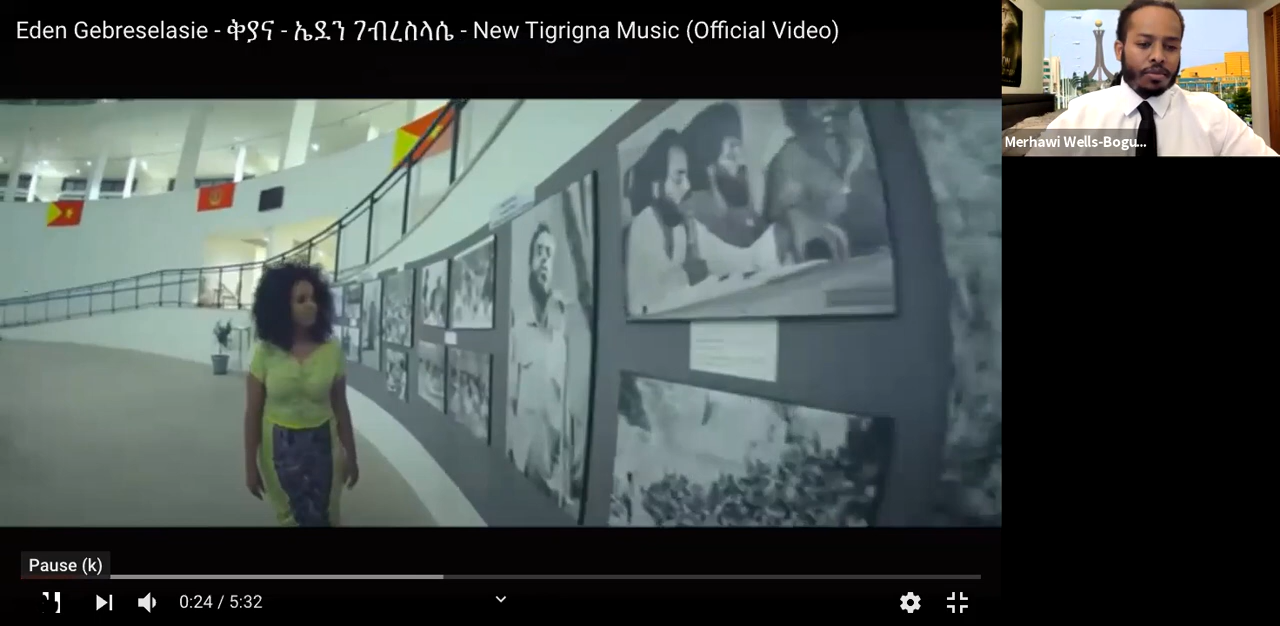 Eden Gebreselasie - ቅያና - ኤደን ገብረስላሴ - New Tigrigna Music (Official Video)
Merhawi Wells-Bogu...
Pause (k)
0:24 / 5:32